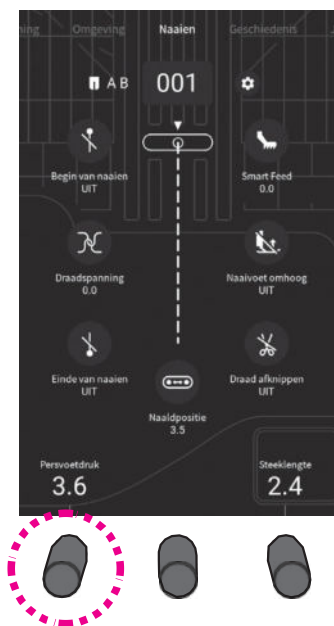 Omgeving Naaien Geschiedenis
A B 001
Begin van naaien
UIT
Smart Feed
0.0
Draadspanning
0.0
Naaivoet omhoog
UIT
Einde van naaien
UIT
Draad afknippen
UIT
Naaldpositie
3.5
Persvoetdruk
3.6
Steeklengte
2.4